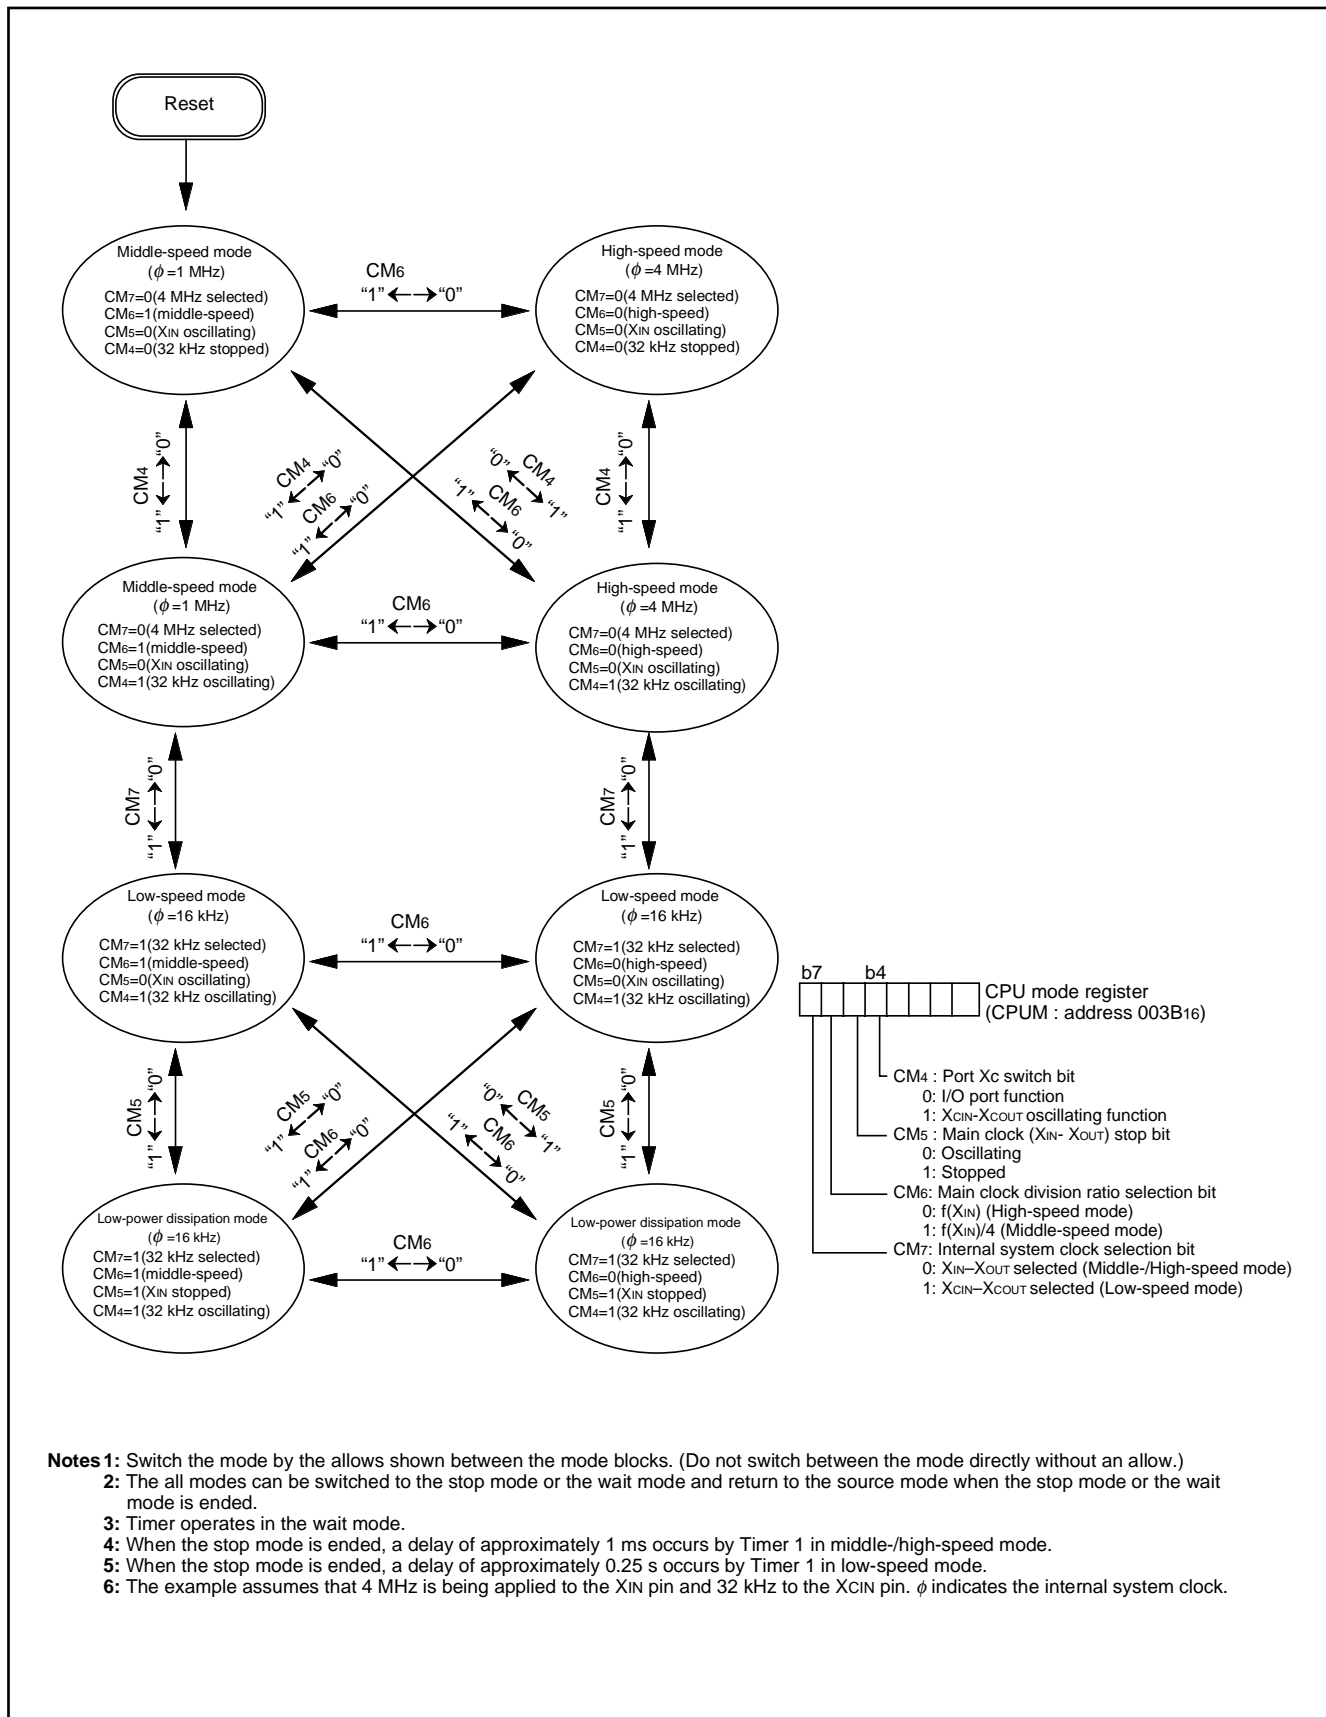 Reset
Middle-speed mode
(ϕ =1 MHz)
CM7=0(4 MHz selected)
CM6=1(middle-speed)
CM5=0(XIN oscillating)
CM4=0(32 kHz stopped)
CM6
“1” ←→ “0”
High-speed mode
(ϕ =4 MHz)
CM7=0(4 MHz selected)
CM6=0(high-speed)
CM5=0(XIN oscillating)
CM4=0(32 kHz stopped)
CM4
“1” ←→ “0”
CM4
“1” ←→ “0”
CM6
“1” ←→ “0”
CM4
“0” ←→ “1”
CM6
“1” ←→ “0”
CM4
“1” ←→ “0”
Middle-speed mode
(ϕ =1 MHz)
CM7=0(4 MHz selected)
CM6=1(middle-speed)
CM5=0(XIN oscillating)
CM4=1(32 kHz oscillating)
CM6
“1” ←→ “0”
High-speed mode
(ϕ =4 MHz)
CM7=0(4 MHz selected)
CM6=0(high-speed)
CM5=0(XIN oscillating)
CM4=1(32 kHz oscillating)
CM7
“1” ←→ “0”
CM7
“1” ←→ “0”
Low-speed mode
(ϕ =16 kHz)
CM7=1(32 kHz selected)
CM6=1(middle-speed)
CM5=0(XIN oscillating)
CM4=1(32 kHz oscillating)
CM6
“1” ←→ “0”
Low-speed mode
(ϕ =16 kHz)
CM7=1(32 kHz selected)
CM6=0(high-speed)
CM5=0(XIN oscillating)
CM4=1(32 kHz oscillating)
CM5
“1” ←→ “0”
CM5
“1” ←→ “0”
CM6
“1” ←→ “0”
CM5
“0” ←→ “1”
CM6
“1” ←→ “0”
CM5
“1” ←→ “0”
Low-power dissipation mode
(ϕ =16 kHz)
CM7=1(32 kHz selected)
CM6=1(middle-speed)
CM5=1(XIN stopped)
CM4=1(32 kHz oscillating)
CM6
“1” ←→ “0”
Low-power dissipation mode
(ϕ =16 kHz)
CM7=1(32 kHz selected)
CM6=0(high-speed)
CM5=1(XIN stopped)
CM4=1(32 kHz oscillating)
b7 b4
CPU mode register
(CPUM : address 003B16)
CM4 : Port Xc switch bit
0: I/O port function
1: XCIN-XCOUT oscillating function
CM5 : Main clock (XIN- XOUT) stop bit
0: Oscillating
1: Stopped
CM6: Main clock division ratio selection bit
0: f(XIN) (High-speed mode)
1: f(XIN)/4 (Middle-speed mode)
CM7: Internal system clock selection bit
0: XIN–XOUT selected (Middle-/High-speed mode)
1: XCIN–XCOUT selected (Low-speed mode)
Notes 1: Switch the mode by the allows shown between the mode blocks. (Do not switch between the mode directly without an allow.)
2: The all modes can be switched to the stop mode or the wait mode and return to the source mode when the stop mode or the wait
mode is ended.
3: Timer operates in the wait mode.
4: When the stop mode is ended, a delay of approximately 1 ms occurs by Timer 1 in middle-/high-speed mode.
5: When the stop mode is ended, a delay of approximately 0.25 s occurs by Timer 1 in low-speed mode.
6: The example assumes that 4 MHz is being applied to the XIN pin and 32 kHz to the XCIN pin. ϕ indicates the internal system clock.